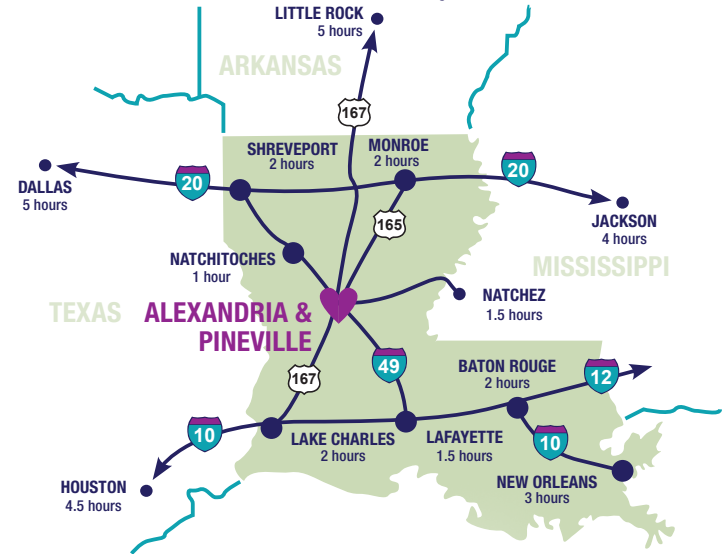 LITTLE ROCK
5 hours
ARKANSAS
167
SHREVEPORT
2 hours
MONROE
2 hours
20
20
DALLAS
5 hours
165
JACKSON
4 hours
NATCHITOCHES
1 hour
MISSISSIPPI
TEXAS
ALEXANDRIA &
PINEVILLE
NATCHEZ
1.5 hours
49
167
BATON ROUGE
2 hours
12
10
LAKE CHARLES
2 hours
LAFAYETTE
1.5 hours
10
HOUSTON
4.5 hours
NEW ORLEANS
3 hours